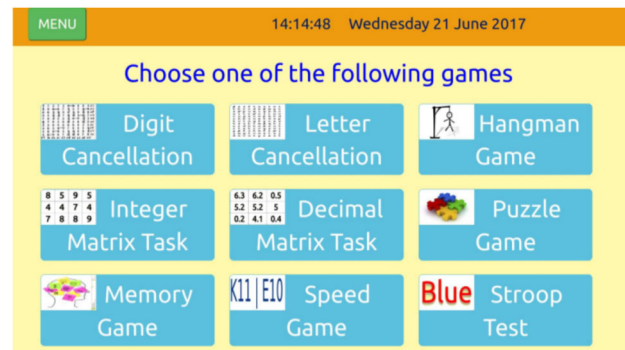 MENU
14:14:48 Wednesday 21 June 2017
Choose one of the following games
Digit
Cancellation
Letter
Cancellation
Hangman
Game
8 5 9 5
4 4 7 4
7 8 8 9
Integer
Matrix Task
6.3 6.2 0.5
5.2 5.2 5
0.2 4.1 0.4
Decimal
Matrix Task
Puzzle
Game
Memory
Game
K11 | E10
Speed
Game
Blue
Stroop
Test